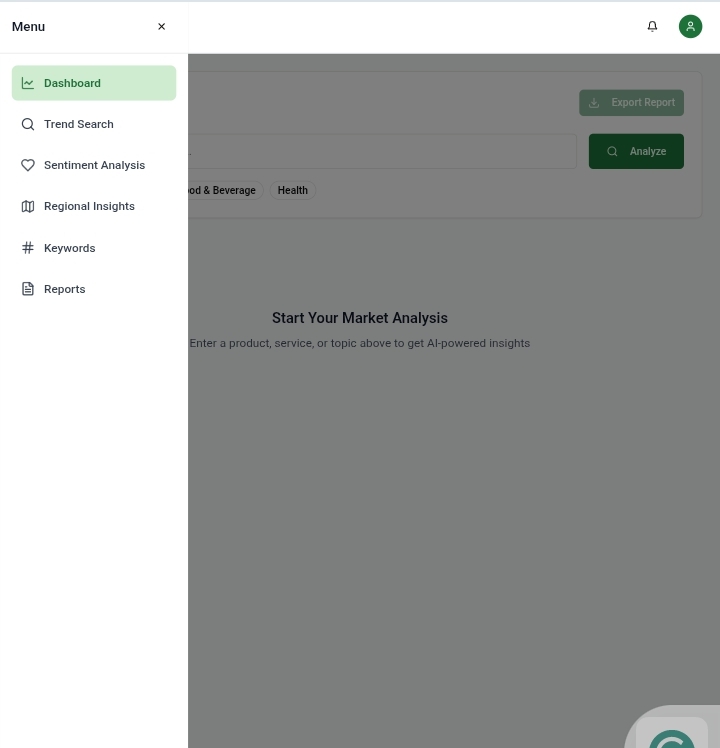 Menu
Dashboard
Trend Search
Sentiment Analysis
Regional Insights
Keywords
Reports
Export Report
Analyze
& Beverage
Health
Start Your Market Analysis
Enter a product, service, or topic above to get AI-powered insights